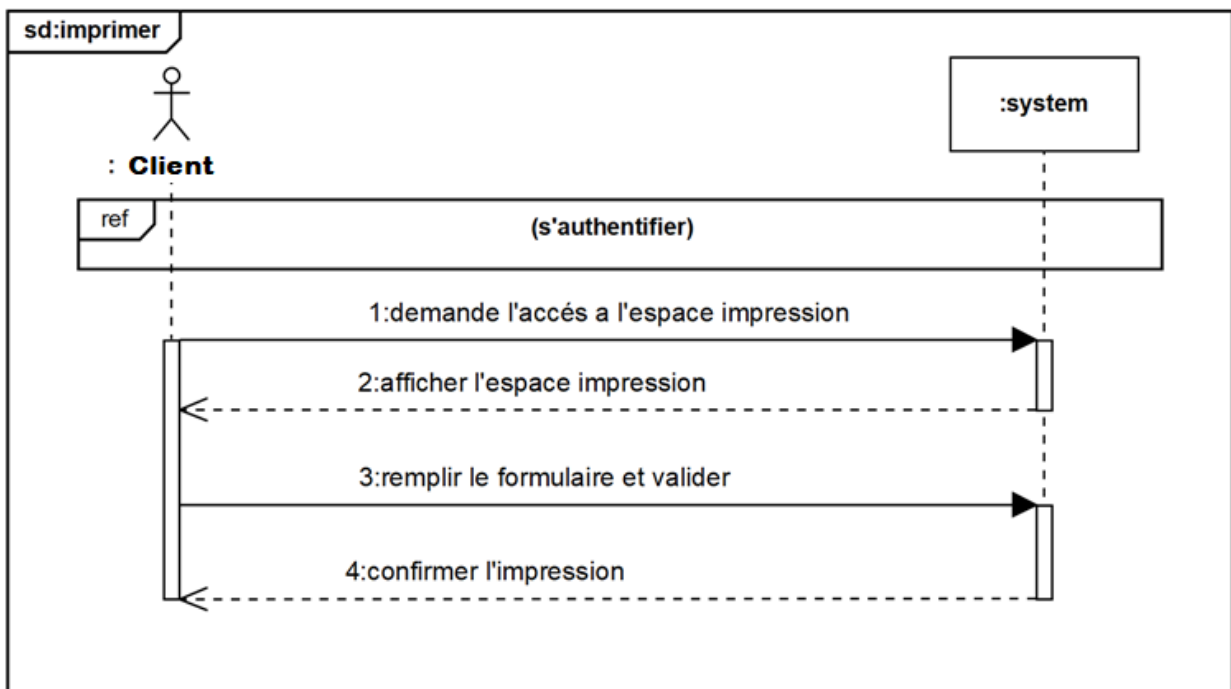 sd:imprimer
:system
: Client
ref
(s'authentifier)
1:demande l'accés a l'espace impression
2:afficher l'espace impression
3:remplir le formulaire et valider
4:confirmer l'impression